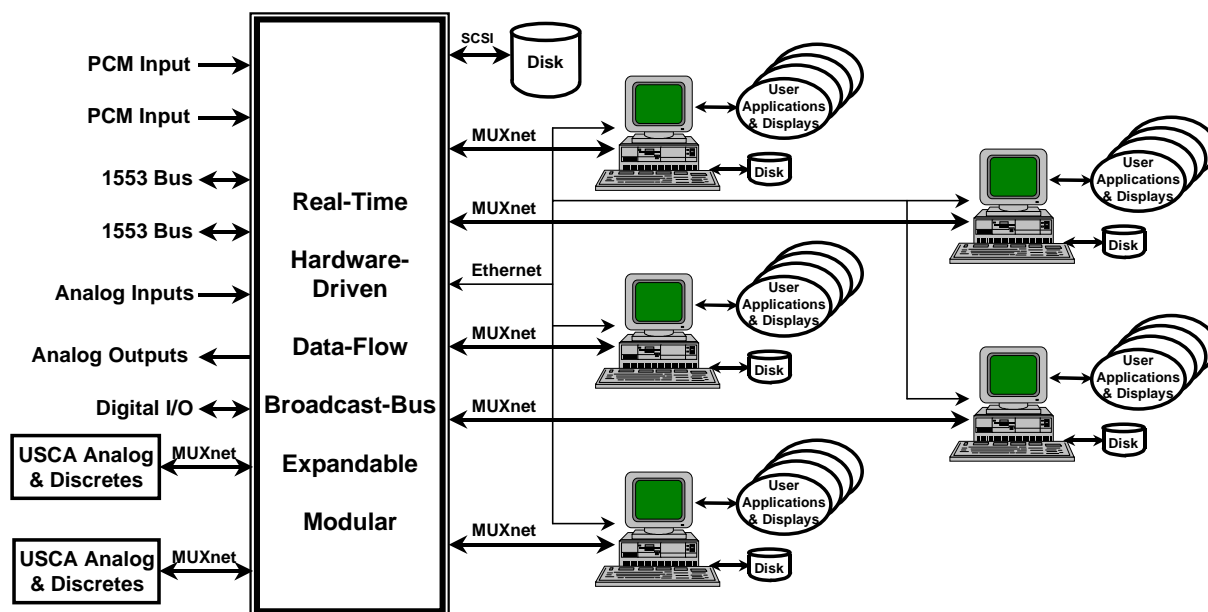 PCM Input
PCM Input
1553 Bus
1553 Bus
Analog Inputs
Analog Outputs
Digital I/O
USCA Analog
& Discretes
MUXnet
USCA Analog
& Discretes
MUXnet
Real-Time
Hardware-
Driven
Data-Flow
Broadcast-Bus
Expandable
Modular
SCSI
Disk
MUXnet
MUXnet
Ethernet
MUXnet
MUXnet
MUXnet
User
Applications
& Displays
Disk
User
Applications
& Displays
Disk
User
Applications
& Displays
Disk
User
Applications
& Displays
Disk
User
Applications
& Displays
Disk